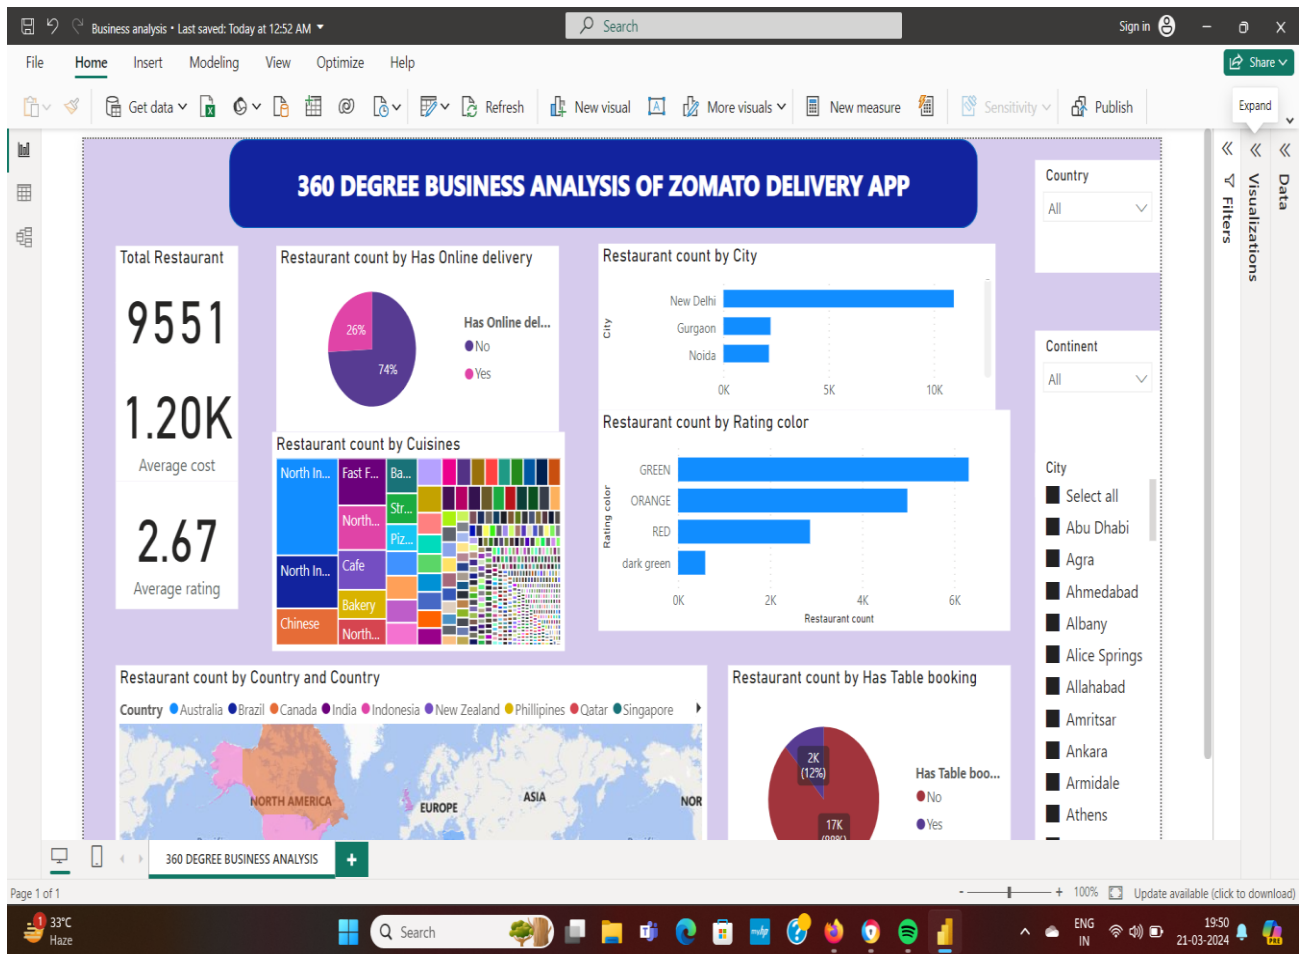 Business analysis • Last saved: Today at 12:52 AM
Search
Sign in
File Home Insert Modeling View Optimize Help
Share
Get data
Refresh
New visual
More visuals
New measure
Sensitivity
Publish
Expand
360 DEGREE BUSINESS ANALYSIS OF ZOMATO DELIVERY APP
Filters
Visualizations
Data
Total Restaurant
9551
1.20K
Average cost
2.67
Average rating
Restaurant count by Has Online delivery
26%
74%
Has Online del...
No
Yes
Restaurant count by City
City
New Delhi
Gurgaon
Noida
0K 5K 10K
Restaurant count by Cuisines
North In...
North In...
Chinese
Fast F...
North...
Cafe
Bakery
North...
Ba...
Str...
Piz...
Restaurant count by Rating color
Rating color
GREEN
ORANGE
RED
dark green
0K 2K 4K 6K
Restaurant count
Country
All
Continent
All
City
Select all
Abu Dhabi
Agra
Ahmedabad
Albany
Alice Springs
Allahabad
Amritsar
Ankara
Armidale
Athens
Restaurant count by Country and Country
Country Australia Brazil Canada India Indonesia New Zealand Phillipines Qatar Singapore
NORTH AMERICA
EUROPE
ASIA
NOR
Restaurant count by Has Table booking
2K
(12%)
17K
Has Table boo...
No
Yes
360 DEGREE BUSINESS ANALYSIS
+
Page 1 of 1
- + 100%
Update available (click to download)
1
33°C
Haze
Search
mvhp
PRE
ENG
IN
19:50
21-03-2024